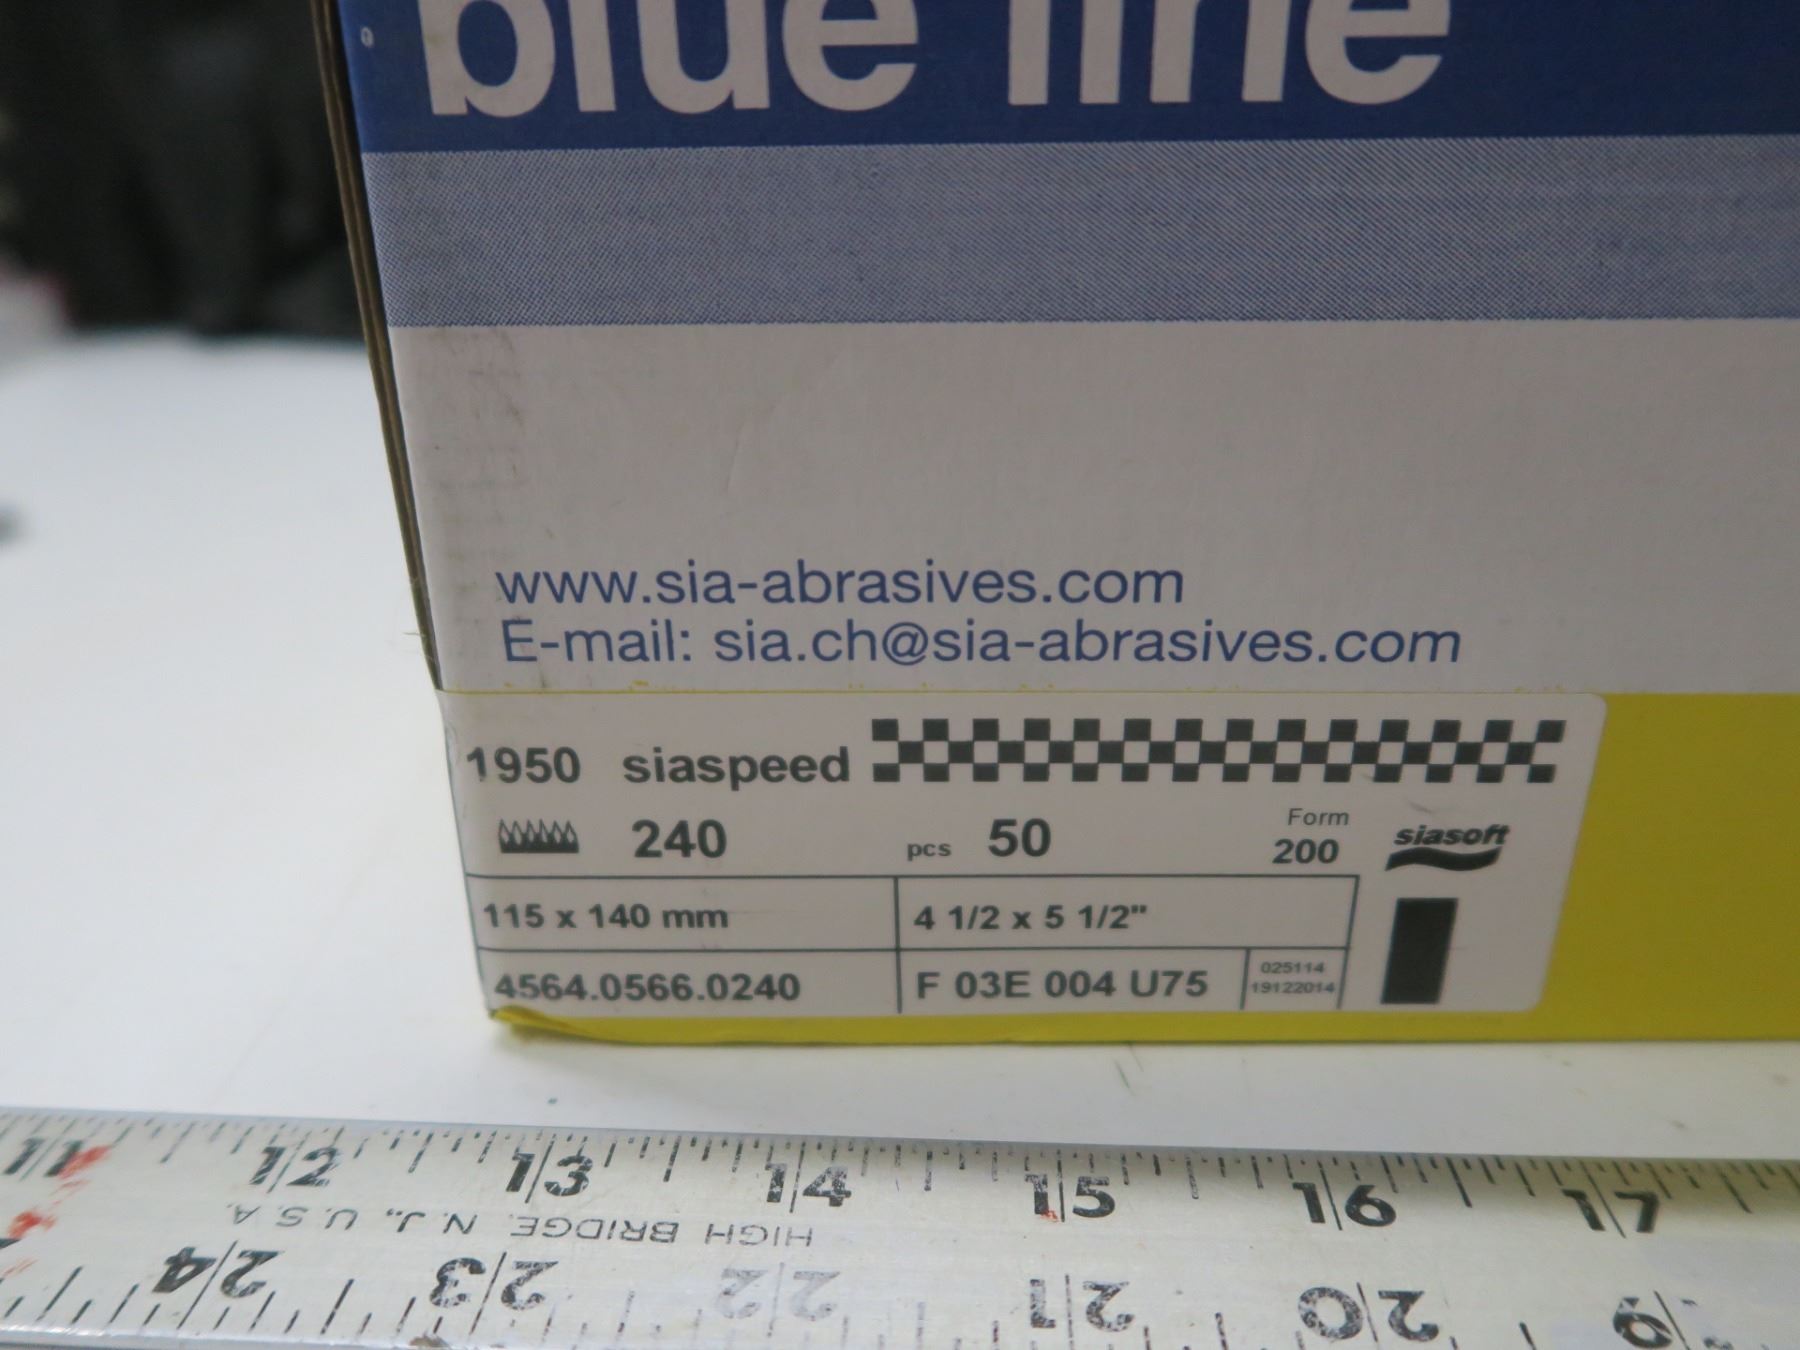 blue line
www.sia-abrasives.com
E-mail: sia.ch@sia-abrasives.com
1950 siaspeed
240 pcs 50 Form 200 siasoft
115 x 140 mm 4 1/2 x 5 1/2"
4564.0566.0240 F 03E 004 U75 025114
19122014
11 12 13 14 15 16 17
HIGH BRIDGE, N.J., U.S.A.
24 23 22 21 20